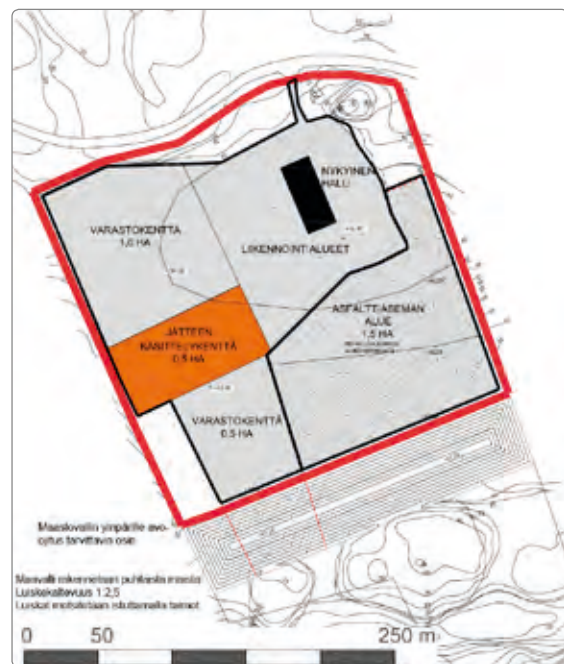 NYKYINEN
HALLI
VARASTOKENTTÄ
1,0 HA
LIIKENNÖINTIALUEET
ASFALTTIASEMAN
ALUE
1,5 HA
JÄTTEEN
KÄSITTELYKENTTÄ
0,5 HA
VARASTOKENTTÄ
0,5 HA
Maavallin ympärille avo-
ojitus tarvittavin osin
Maavalli rakennetaan puhtaista maista
Luiskakaltevuus 1:2,5
Luiskat metsitetään istuttamalla taimet
0 50 250 m